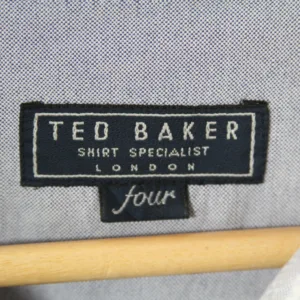 TED BAKER
SHIRT SPECIALIST
LONDON
four